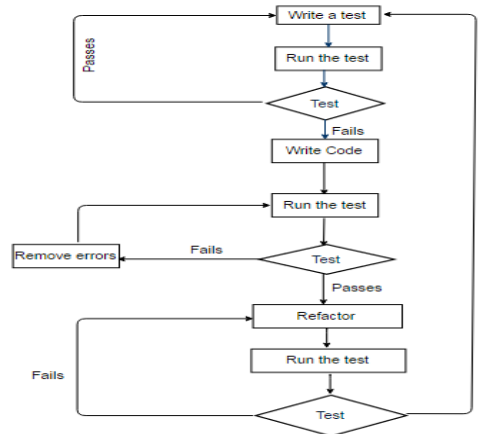 Write a test
Run the test
Passes
Test
Fails
Write Code
Run the test
Remove errors
Fails
Test
Passes
Refactor
Run the test
Fails
Test